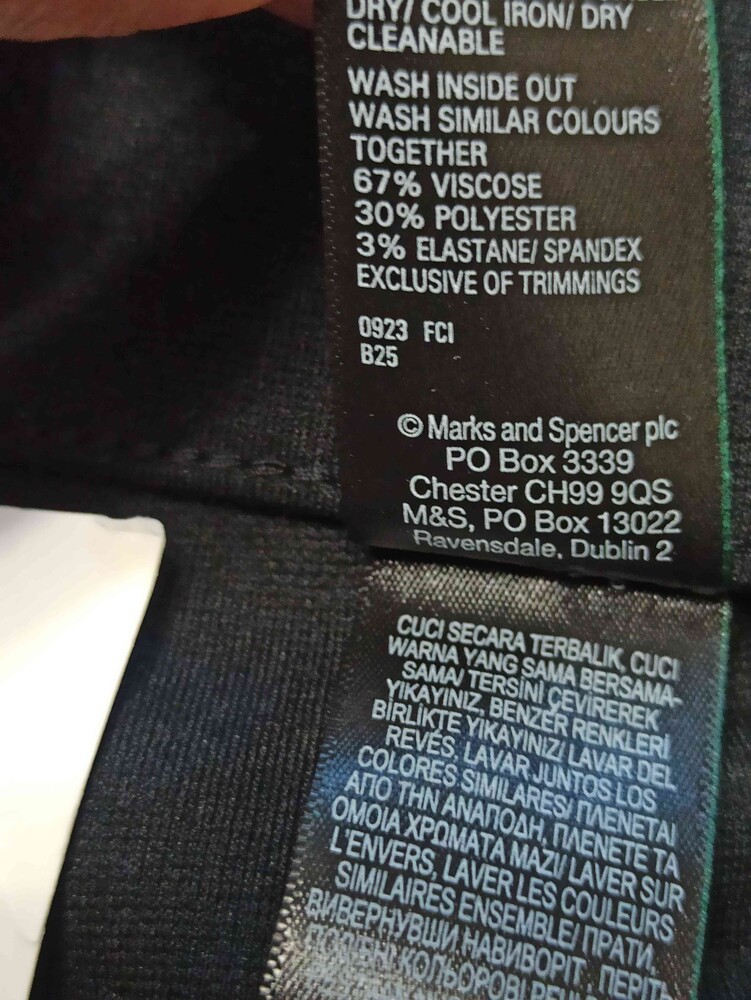 DRY/ COOL IRON/ DRY
CLEANABLE
WASH INSIDE OUT
WASH SIMILAR COLOURS
TOGETHER
67% VISCOSE
30% POLYESTER
3% ELASTANE/ SPANDEX
EXCLUSIVE OF TRIMMINGS
0923 FCI
B25
© Marks and Spencer plc
PO Box 3339
Chester CH99 9QS
M&S, PO Box 13022
Ravensdale, Dublin 2
CUCI SECARA TERBALIK, CUCI
WARNA YANG SAMA BERSAMA-
SAMA/ TERSİNİ ÇEVİREREK
YIKAYINIZ, BENZER RENKLERİ
BİRLİKTE YIKAYINIZ/ LAVAR DEL
REVÉS, LAVAR JUNTOS LOS
COLORES SIMILARES/ ΠΛΕΝΕΤΑΙ
ΑΠΟ ΤΗΝ ΑΝΑΠΟΔΗ, ΠΛΕΝΕΤΕ ΤΑ
ΟΜΟΙΑ ΧΡΩΜΑΤΑ ΜΑΖΙ/ LAVER SUR
L'ENVERS, LAVER LES COULEURS
SIMILAIRES ENSEMBLE/ ПРАТИ,
ВИВЕРНУВШИ НАВИВОРІТ. ПЕРІТЬ